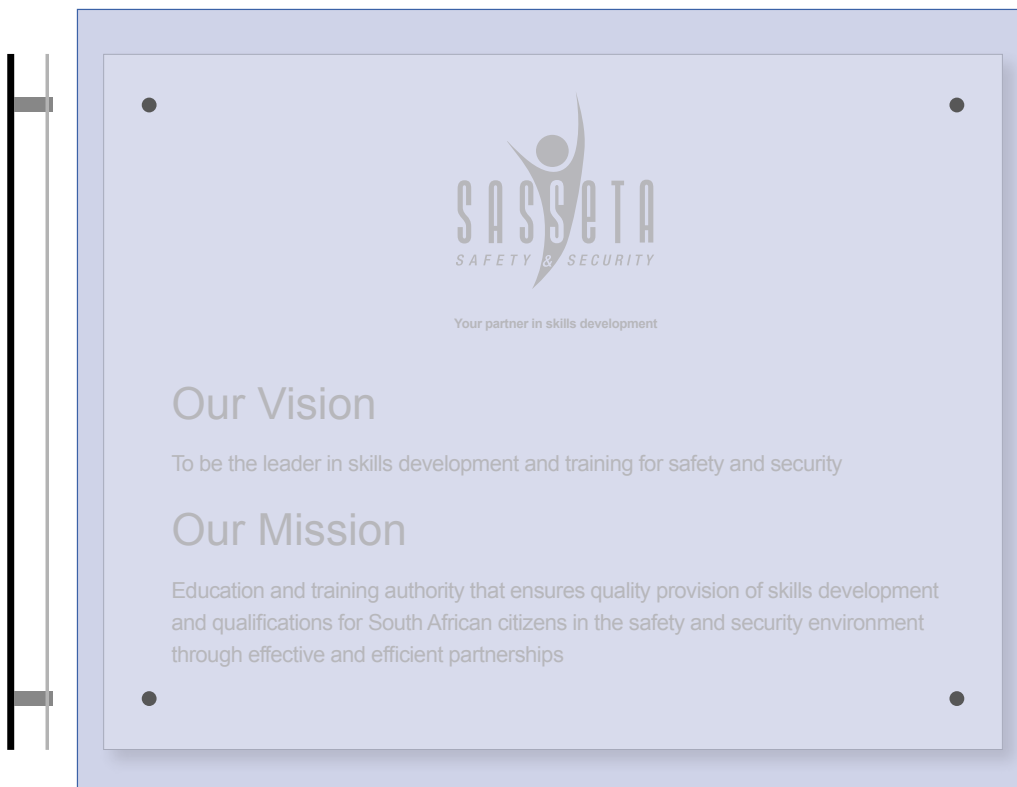 SASSeTA
SAFETY & SECURITY
Your partner in skills development
Our Vision
To be the leader in skills development and training for safety and security
Our Mission
Education and training authority that ensures quality provision of skills development
and qualifications for South African citizens in the safety and security environment
through effective and efficient partnerships